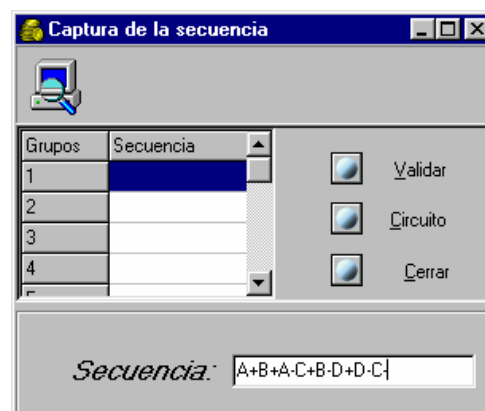 Captura de la secuencia
Grupos Secuencia
1
Validar
2
Circuito
3
4
Cerrar
Secuencia: A+B+A-C+B-D+D-C-